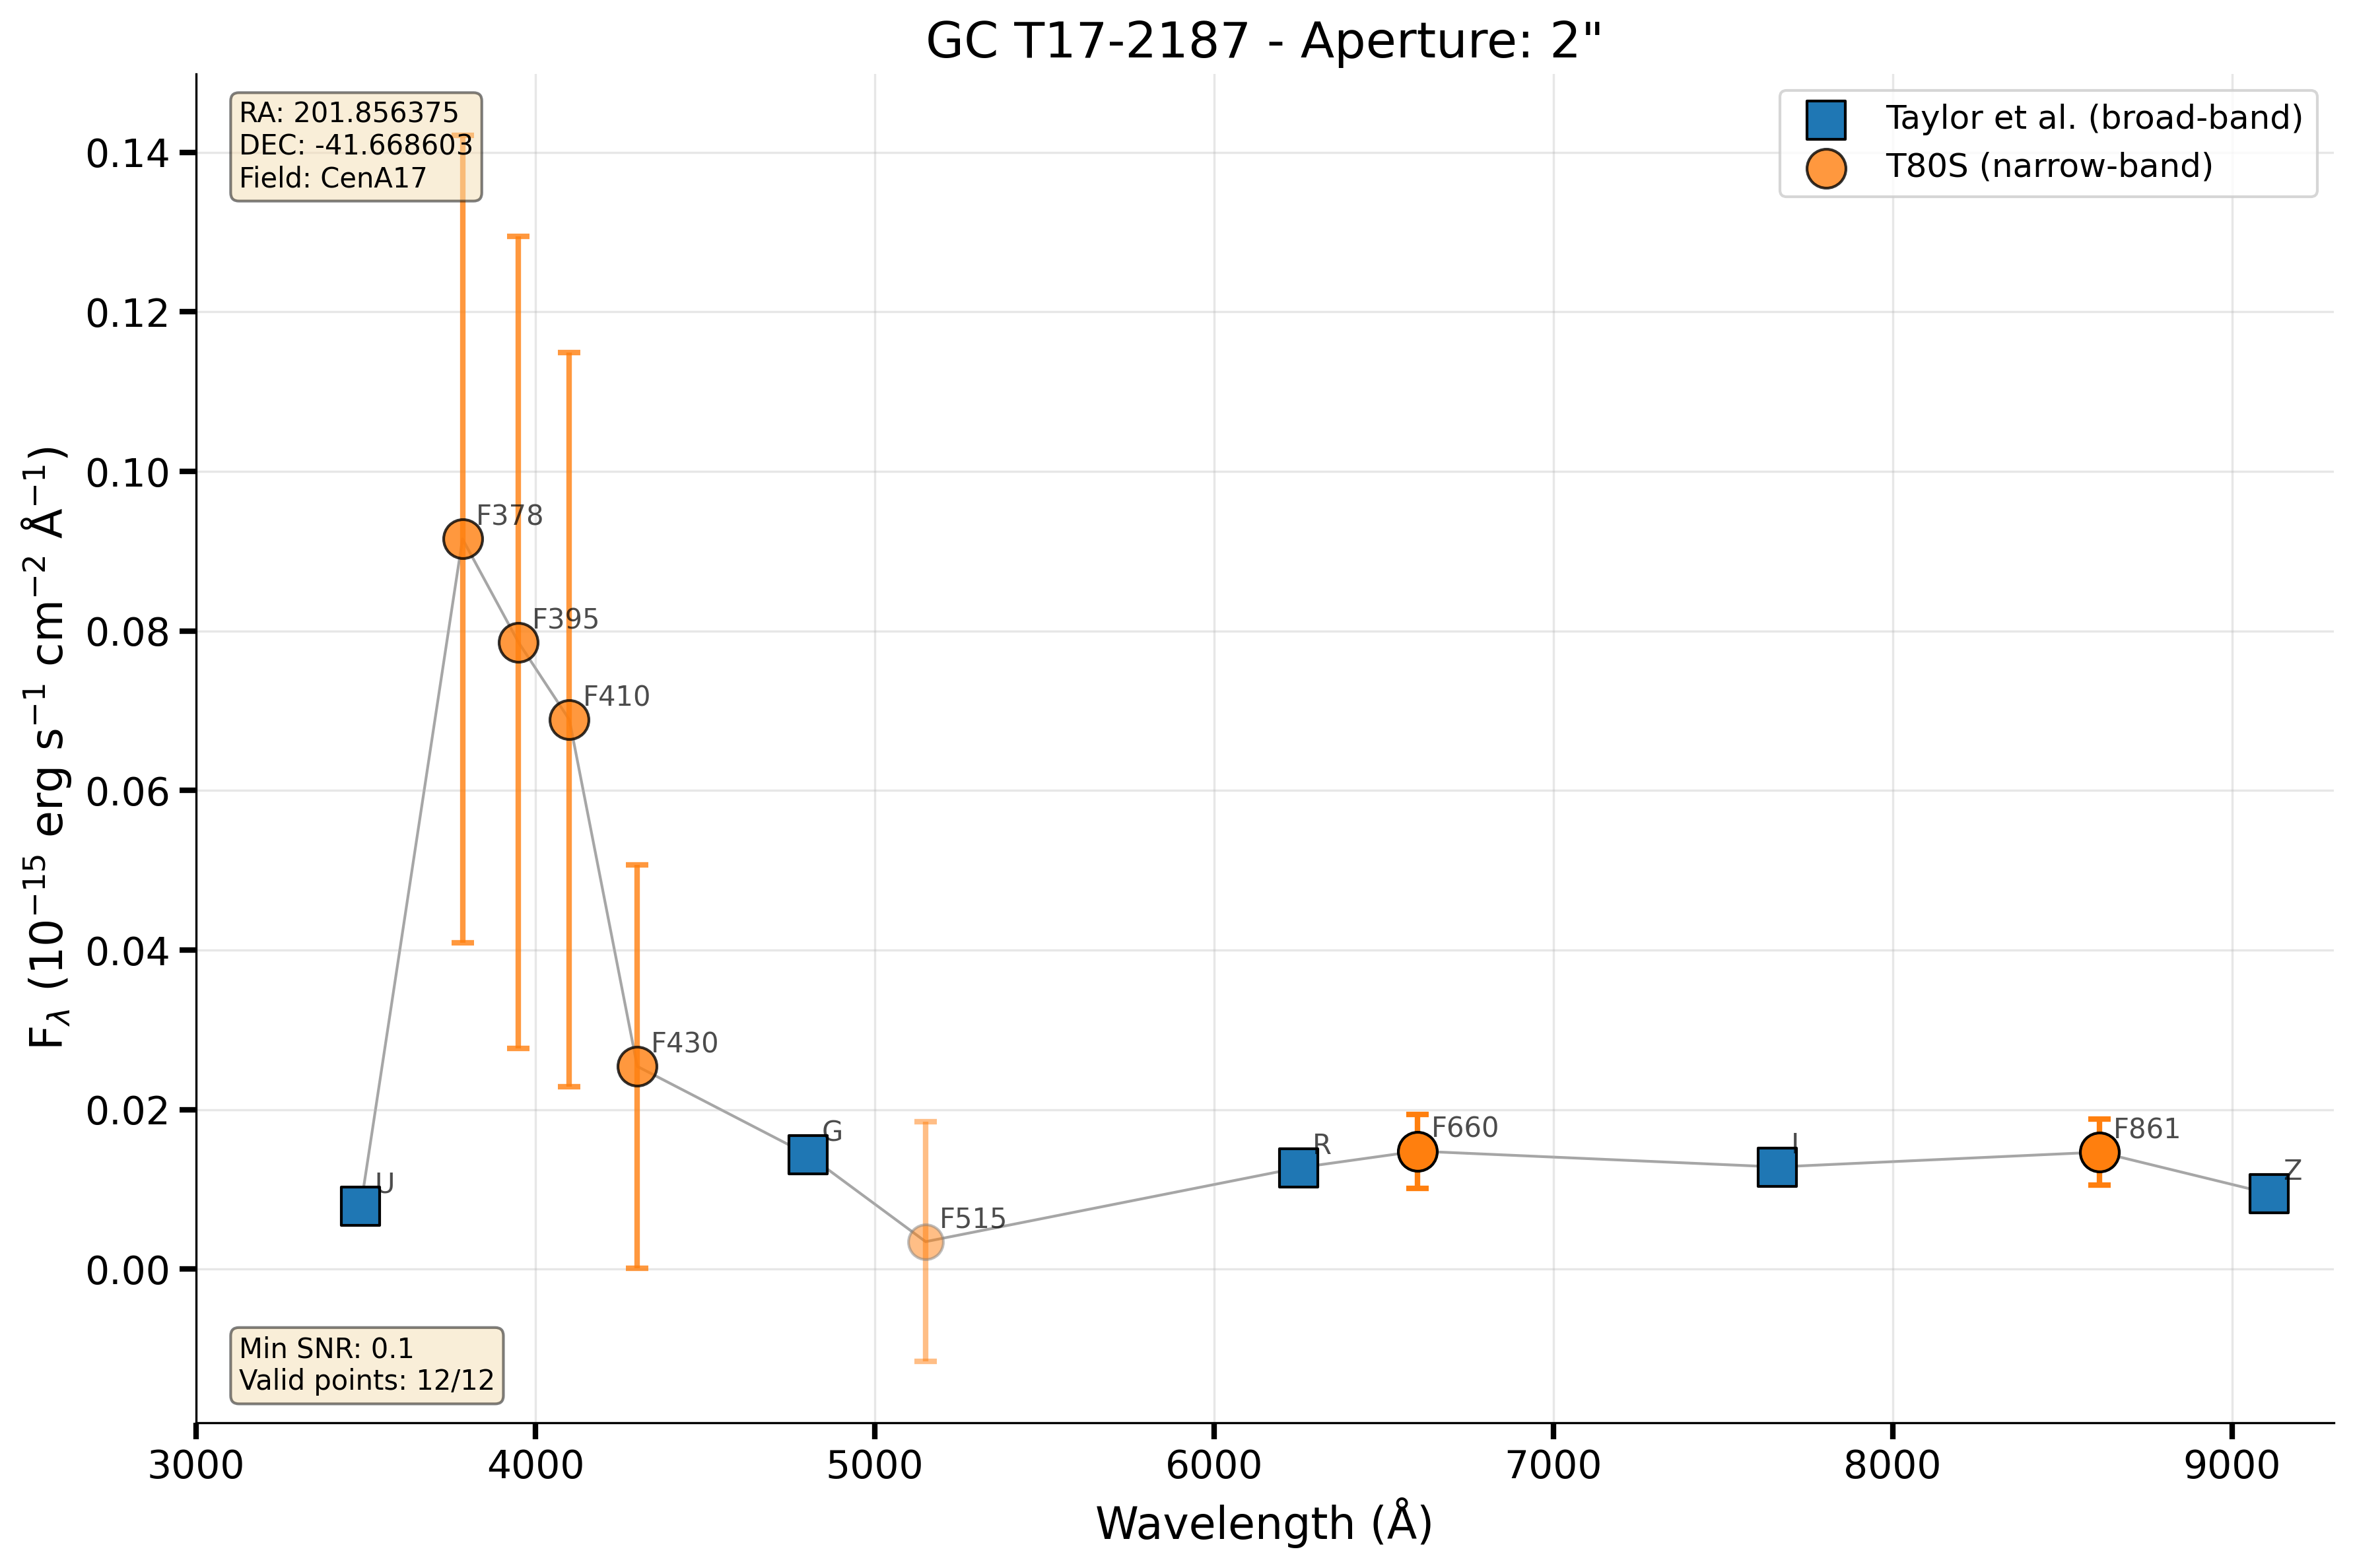 GC T17-2187 - Aperture: 2"
RA: 201.856375
DEC: -41.668603
Field: CenA17
Taylor et al. (broad-band)
T80S (narrow-band)
0.14
0.12
0.10
0.08
0.06
0.04
0.02
0.00
F_λ (10⁻¹⁵ erg s⁻¹ cm⁻² Å⁻¹)
F378
F395
F410
F430
U
G
F515
R
F660
I
F861
Z
Min SNR: 0.1
Valid points: 12/12
3000 4000 5000 6000 7000 8000 9000
Wavelength (Å)